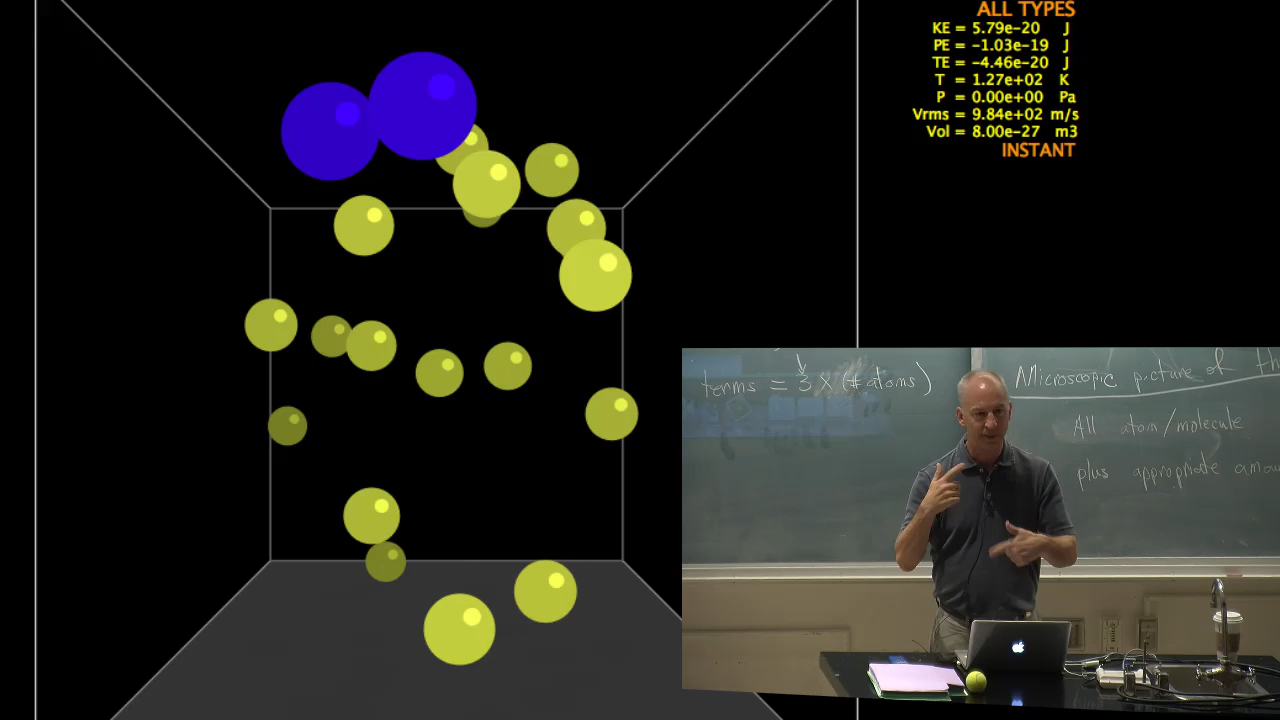 ALL TYPES
KE = 5.79e-20 J
PE = -1.03e-19 J
TE = -4.46e-20 J
T = 1.27e+02 K
P = 0.00e+00 Pa
Vrms = 9.84e+02 m/s
Vol = 8.00e-27 m3
INSTANT
terms = 3 x (# atoms)
Microscopic picture of
All atom/molecule
plus appropriate